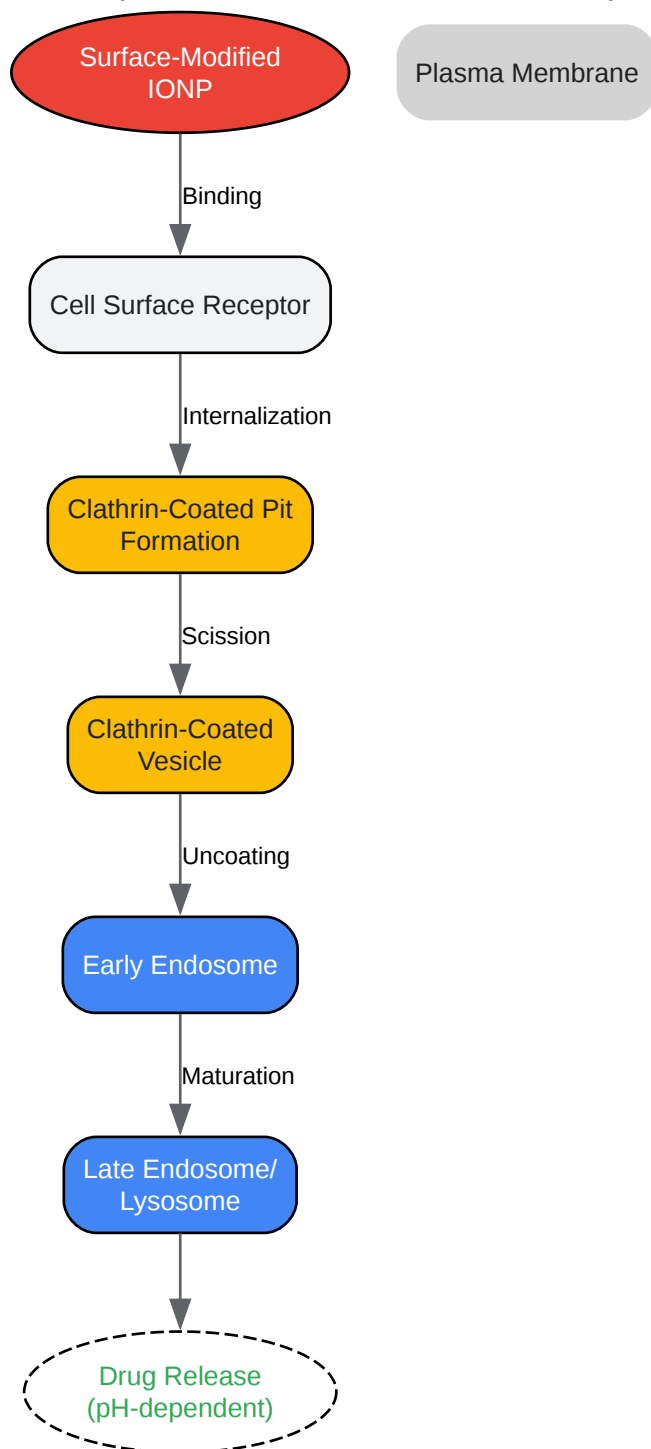 Surface-Modified
IONP
Plasma Membrane
Binding
Cell Surface Receptor
Internalization
Clathrin-Coated Pit
Formation
Scission
Clathrin-Coated
Vesicle
Uncoating
Early Endosome
Maturation
Late Endosome/
Lysosome
Drug Release
(pH-dependent)